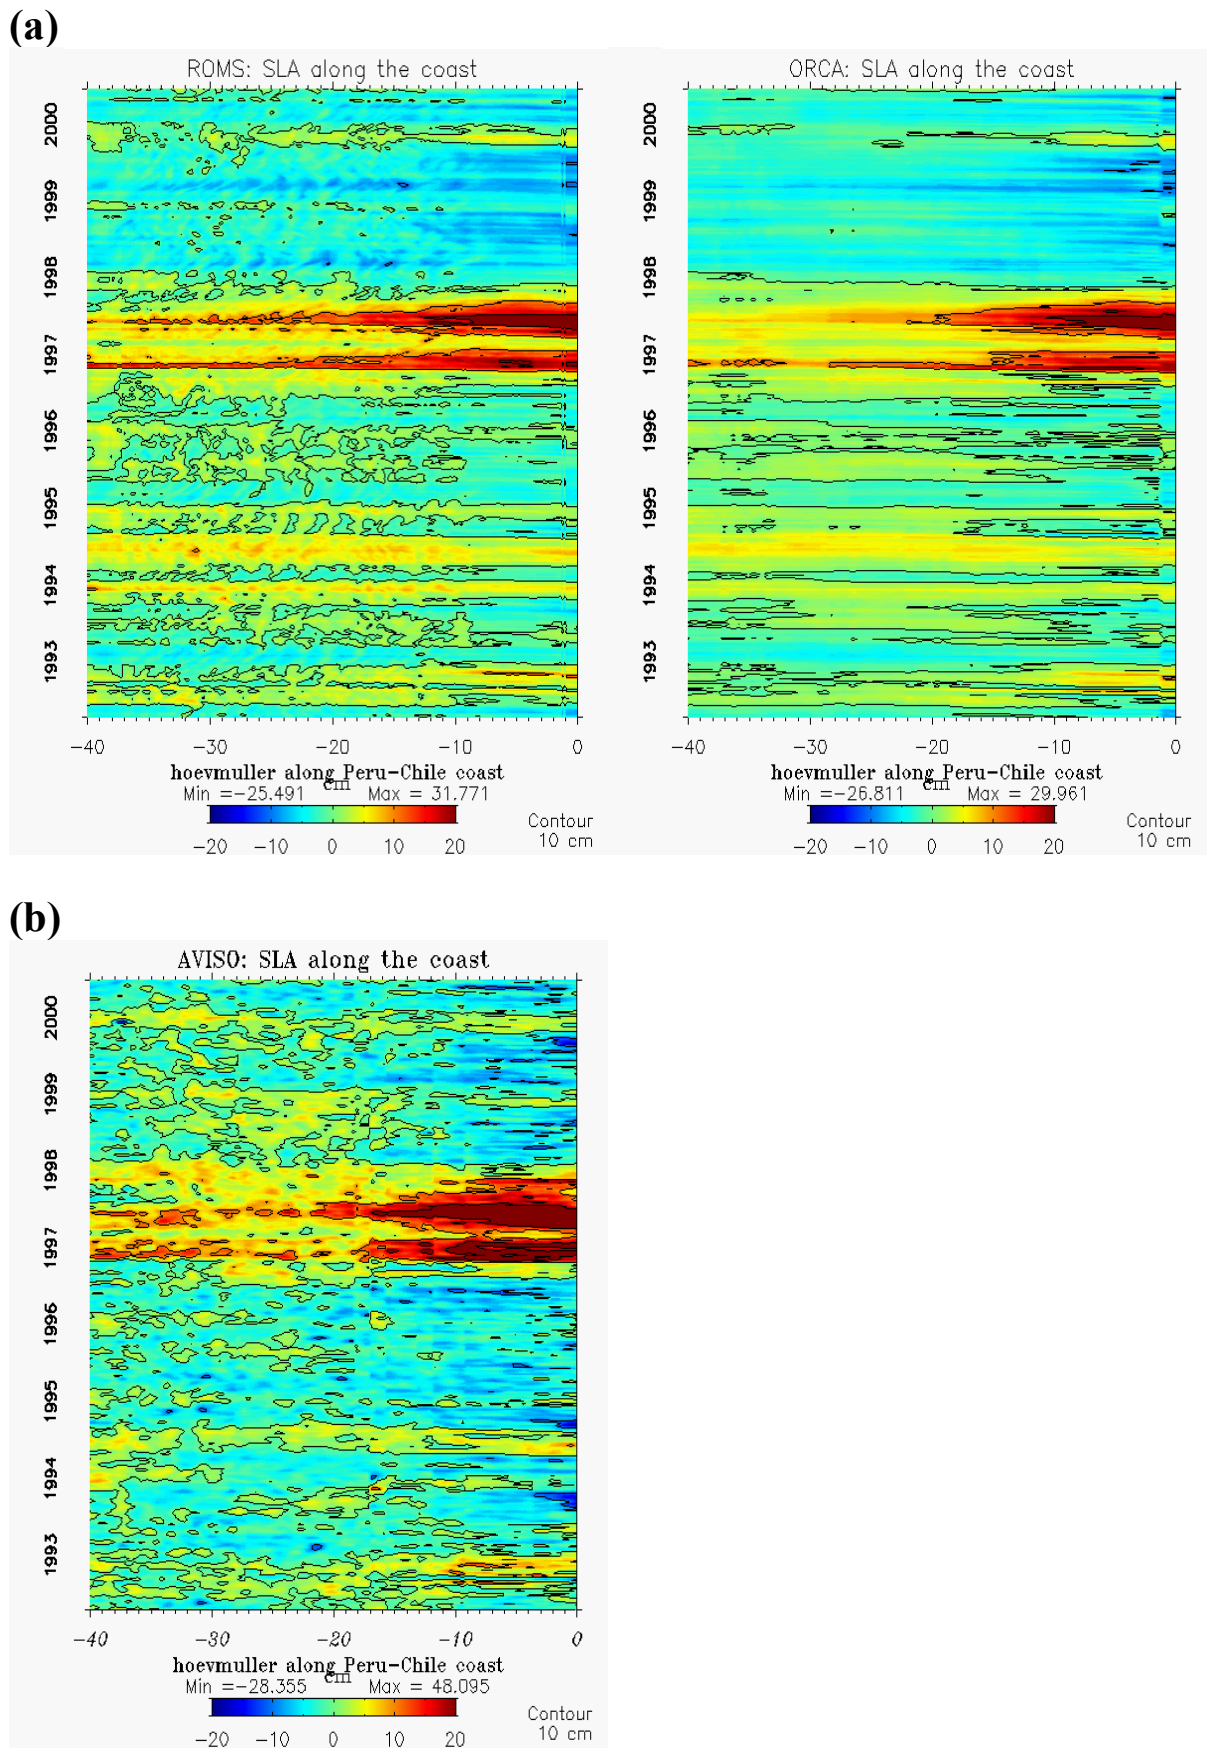 (a)
ROMS: SLA along the coast
2000
1999
1998
1997
1996
1995
1994
1993
-40 -30 -20 -10 0
hoevmuller along Peru-Chile coast
cm
Min =-25.491 Max = 31.771
-20 -10 0 10 20
Contour
10 cm
ORCA: SLA along the coast
2000
1999
1998
1997
1996
1995
1994
1993
-40 -30 -20 -10 0
hoevmuller along Peru-Chile coast
cm
Min =-26.811 Max = 29.961
-20 -10 0 10 20
Contour
10 cm
(b)
AVISO: SLA along the coast
2000
1999
1998
1997
1996
1995
1994
1993
-40 -30 -20 -10 0
hoevmuller along Peru-Chile coast
cm
Min =-28.355 Max = 48.095
-20 -10 0 10 20
Contour
10 cm